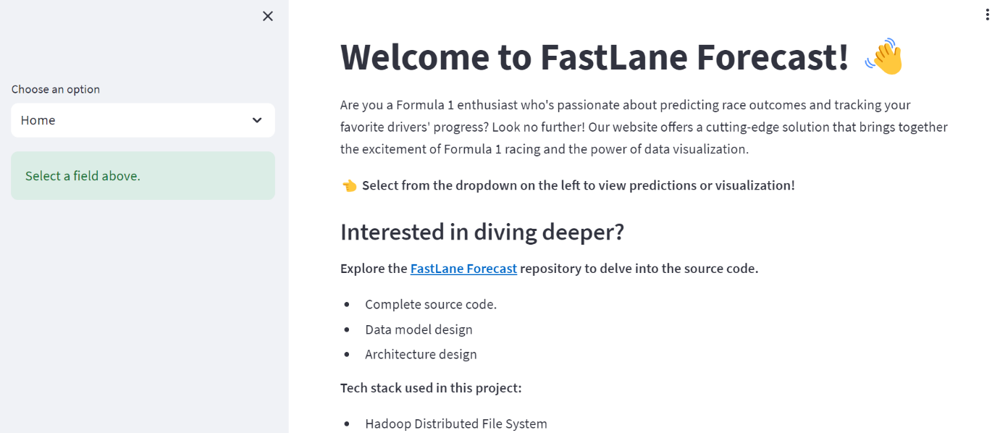 Choose an option
Home
Select a field above.
Welcome to FastLane Forecast! 👋
Are you a Formula 1 enthusiast who's passionate about predicting race outcomes and tracking your
favorite drivers' progress? Look no further! Our website offers a cutting-edge solution that brings together
the excitement of Formula 1 racing and the power of data visualization.
👈 Select from the dropdown on the left to view predictions or visualization!
Interested in diving deeper?
Explore the FastLane Forecast repository to delve into the source code.
• Complete source code.
• Data model design
• Architecture design
Tech stack used in this project:
• Hadoop Distributed File System